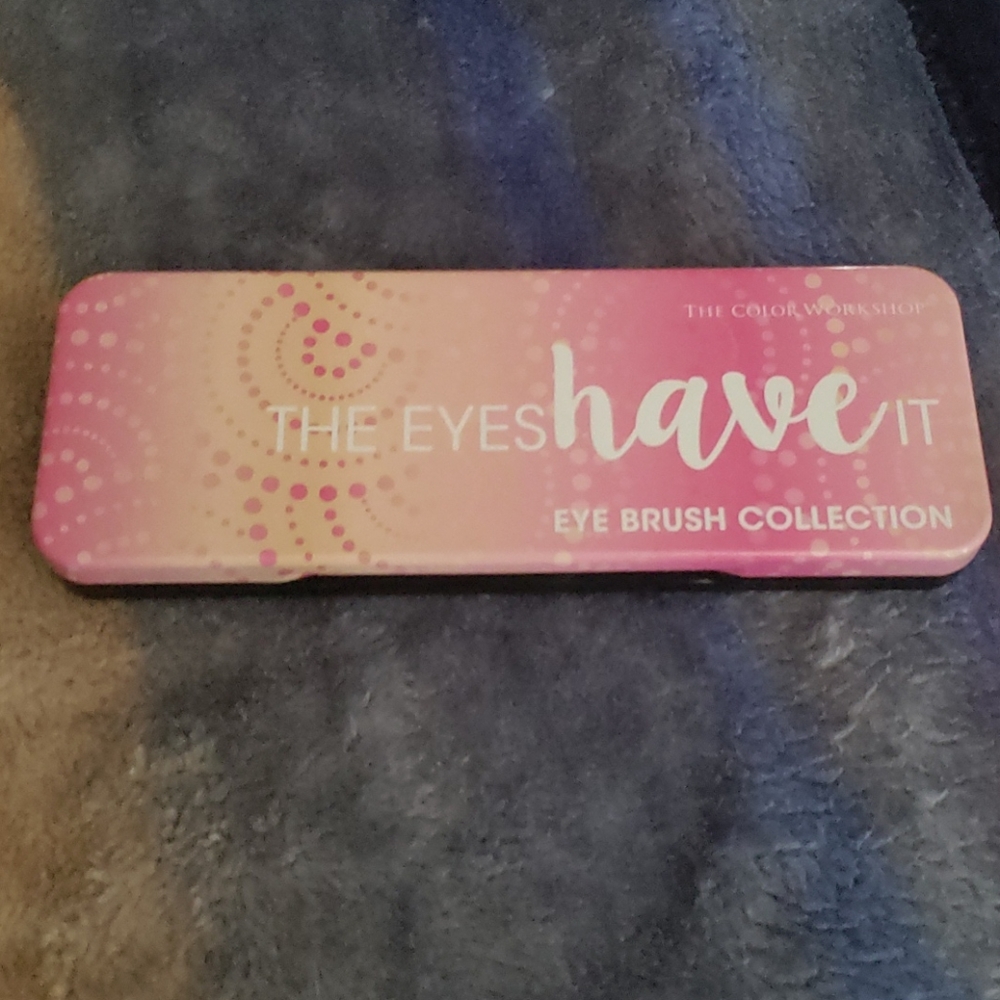 THE COLOR WORKSHOP
THE EYES have IT
EYE BRUSH COLLECTION